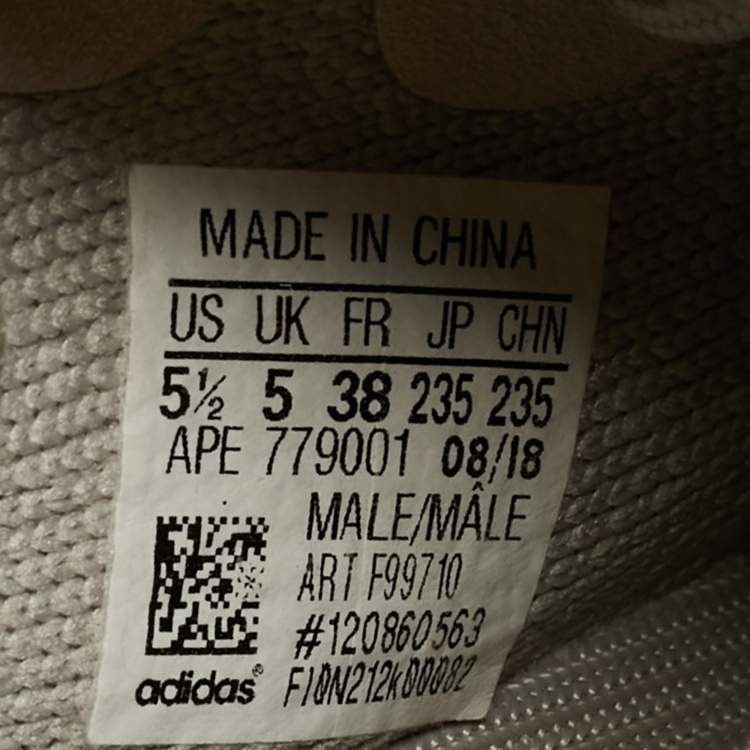 MADE IN CHINA
US UK FR JP CHN
5½ 5 38 235 235
APE 779001 08/18
MALE/MÂLE
ART F99710
#120860563
adidas®